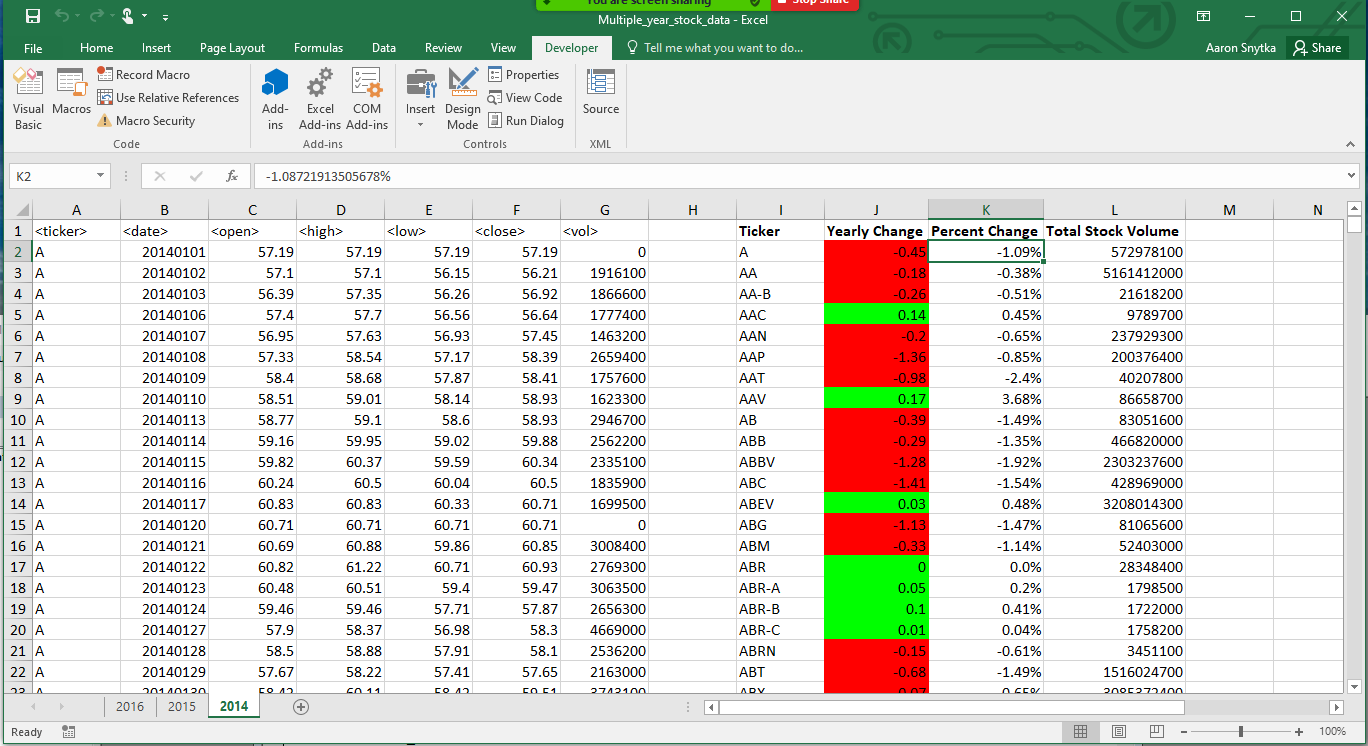 You are screen sharing Stop Share
Multiple_year_stock_data - Excel
File Home Insert Page Layout Formulas Data Review View Developer Tell me what you want to do... Aaron Snytka Share
Visual Basic
Macros
Record Macro
Use Relative References
Macro Security
Code
Add-ins
Excel Add-ins
COM Add-ins
Add-ins
Insert
Design Mode
Properties
View Code
Run Dialog
Controls
Source
XML
K2 fx -1.08721913505678%
A B C D E F G H I J K L M N
1 <ticker> <date> <open> <high> <low> <close> <vol> Ticker Yearly Change Percent Change Total Stock Volume
2 A 20140101 57.19 57.19 57.19 57.19 0 A -0.45 -1.09% 572978100
3 A 20140102 57.1 57.1 56.15 56.21 1916100 AA -0.18 -0.38% 5161412000
4 A 20140103 56.39 57.35 56.26 56.92 1866600 AA-B -0.26 -0.51% 21618200
5 A 20140106 57.4 57.7 56.56 56.64 1777400 AAC 0.14 0.45% 9789700
6 A 20140107 56.95 57.63 56.93 57.45 1463200 AAN -0.2 -0.65% 237929300
7 A 20140108 57.33 58.54 57.17 58.39 2659400 AAP -1.36 -0.85% 200376400
8 A 20140109 58.4 58.68 57.87 58.41 1757600 AAT -0.98 -2.4% 40207800
9 A 20140110 58.51 59.01 58.14 58.93 1623300 AAV 0.17 3.68% 86658700
10 A 20140113 58.77 59.1 58.6 58.93 2946700 AB -0.39 -1.49% 83051600
11 A 20140114 59.16 59.95 59.02 59.88 2562200 ABB -0.29 -1.35% 466820000
12 A 20140115 59.82 60.37 59.59 60.34 2335100 ABBV -1.28 -1.92% 2303237600
13 A 20140116 60.24 60.5 60.04 60.5 1835900 ABC -1.41 -1.54% 428969000
14 A 20140117 60.83 60.83 60.33 60.71 1699500 ABEV 0.03 0.48% 3208014300
15 A 20140120 60.71 60.71 60.71 60.71 0 ABG -1.13 -1.47% 81065600
16 A 20140121 60.69 60.88 59.86 60.85 3008400 ABM -0.33 -1.14% 52403000
17 A 20140122 60.82 61.22 60.71 60.93 2769300 ABR 0 0.0% 28348400
18 A 20140123 60.48 60.51 59.4 59.47 3063500 ABR-A 0.05 0.2% 1798500
19 A 20140124 59.46 59.46 57.71 57.87 2656300 ABR-B 0.1 0.41% 1722000
20 A 20140127 57.9 58.37 56.98 58.3 4669000 ABR-C 0.01 0.04% 1758200
21 A 20140128 58.5 58.88 57.91 58.1 2536200 ABRN -0.15 -0.61% 3451100
22 A 20140129 57.67 58.22 57.41 57.65 2163000 ABT -0.68 -1.49% 1516024700
23 A 20140130
2016 2015 2014
Ready 100%